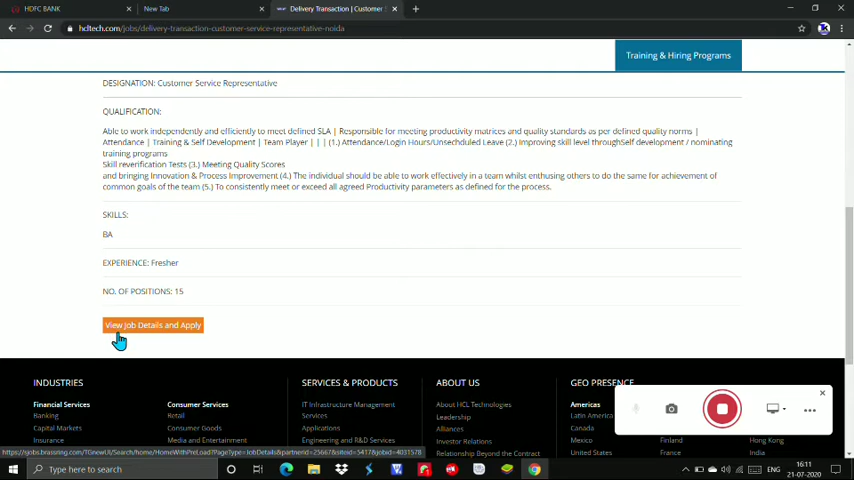 HDFC BANK
New Tab
Delivery Transaction | Customer S
hcltech.com/jobs/delivery-transaction-customer-service-representative-noida
Training & Hiring Programs
DESIGNATION: Customer Service Representative
QUALIFICATION:
Able to work independently and efficiently to meet defined SLA | Responsible for meeting productivity matrices and quality standards as per defined quality norms |
Attendance | Training & Self Development | Team Player | | | (1.) Attendance/Login Hours/Unsechduled Leave (2.) Improving skill level throughSelf development / nominating
training programs
Skill reverification Tests (3.) Meeting Quality Scores
and bringing Innovation & Process Improvement (4.) The individual should be able to work effectively in a team whilst enthusing others to do the same for achievement of
common goals of the team (5.) To consistently meet or exceed all agreed Productivity parameters as defined for the process.
SKILLS:
BA
EXPERIENCE: Fresher
NO. OF POSITIONS: 15
View Job Details and Apply
INDUSTRIES
Financial Services
Banking
Capital Markets
Insurance
Consumer Services
Retail
Consumer Goods
Media and Entertainment
SERVICES & PRODUCTS
IT Infrastructure Management
Services
Applications
Engineering and R&D Services
ABOUT US
About HCL Technologies
Leadership
Alliances
Investor Relations
Relationship Beyond the Contract
GEO PRESENCE
Americas
Latin America
Canada
Mexico
United States
Finland
France
Hong Kong
India
https://sjobs.brassring.com/TGnewUI/Search/home/HomeWithPreLoad?PageType=JobDetails&partnerid=25667&siteid=5417&jobid=4031578
Type here to search
ENG
16:11
21-07-2020